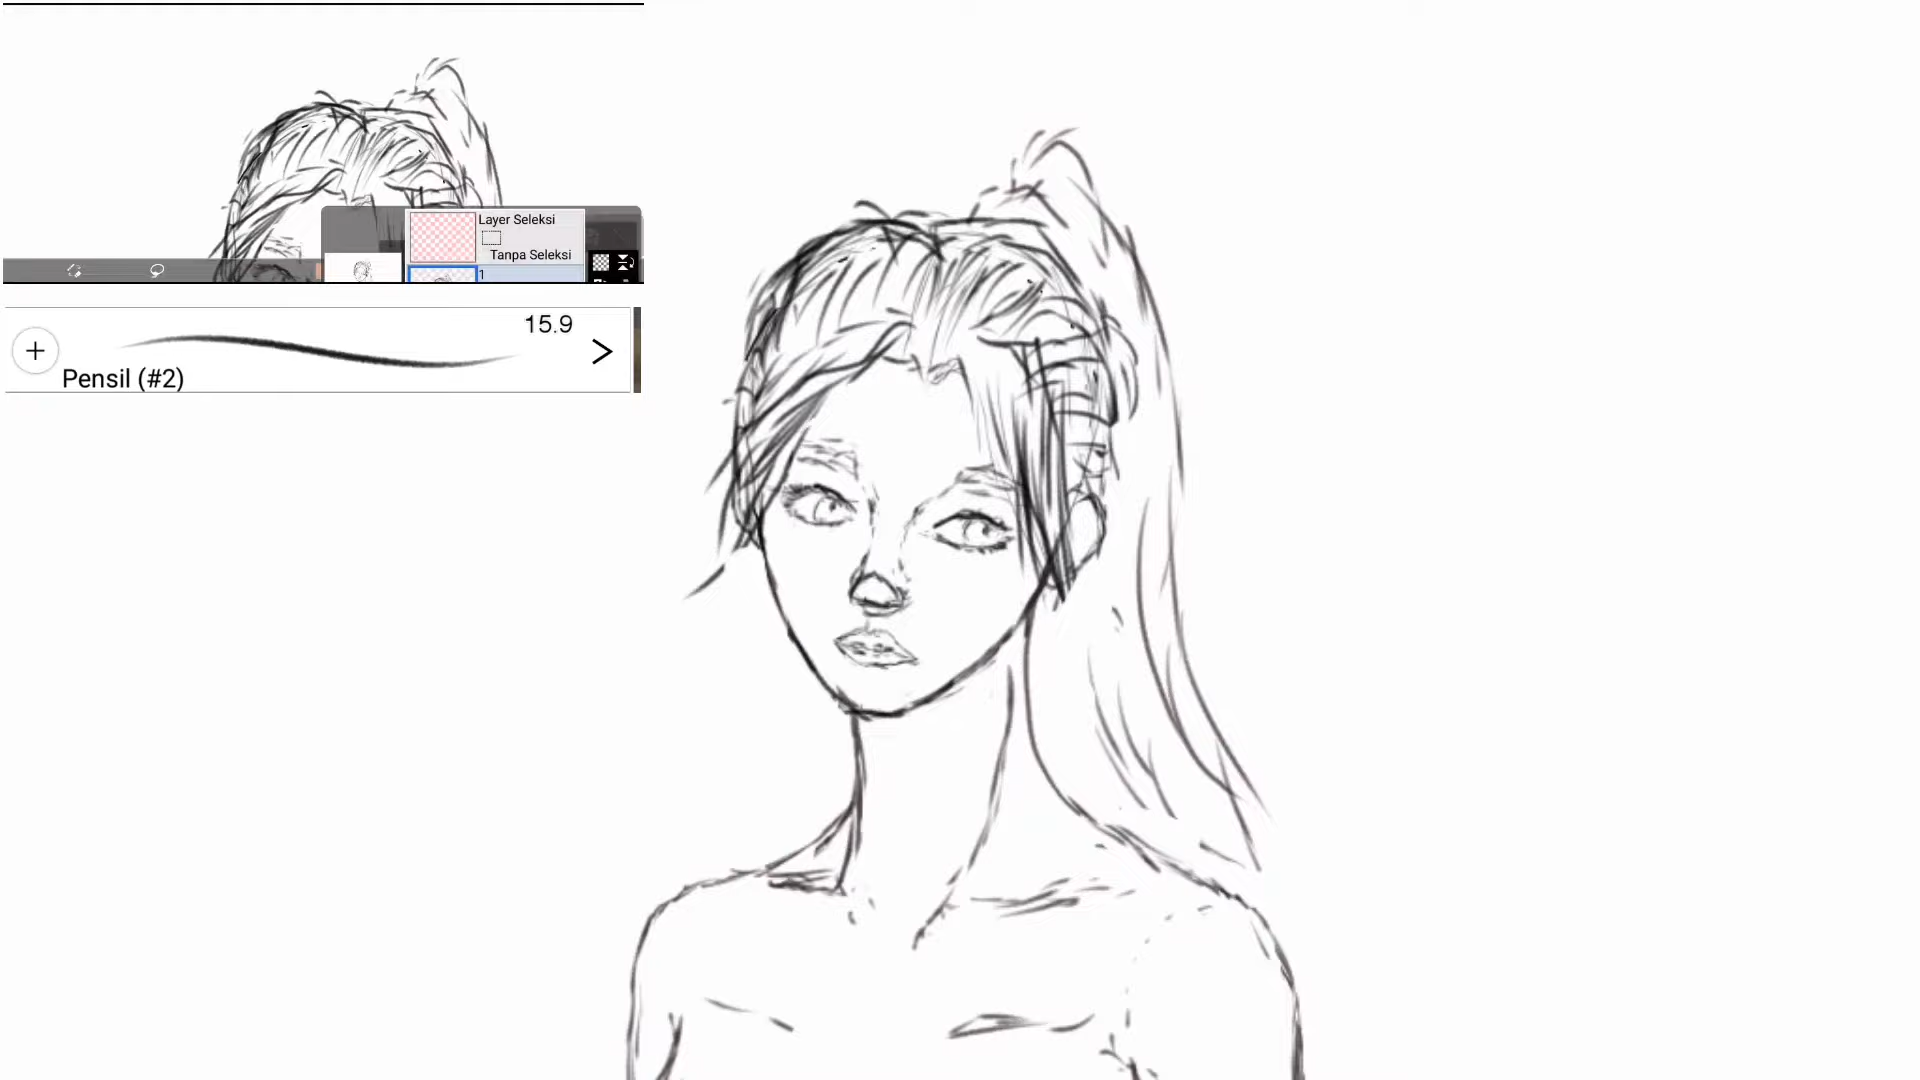 Layer Seleksi
Tanpa Seleksi
1
15.9
Pensil (#2)